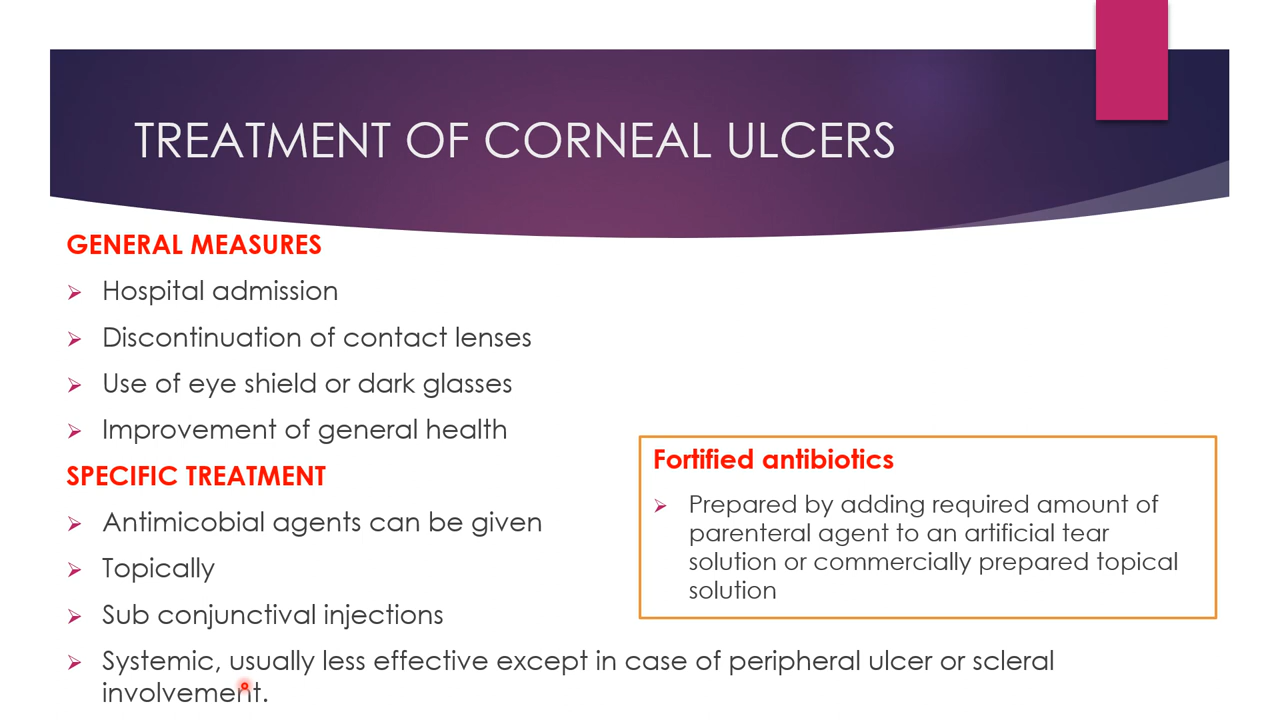 TREATMENT OF CORNEAL ULCERS
GENERAL MEASURES
Hospital admission
Discontinuation of contact lenses
Use of eye shield or dark glasses
Improvement of general health
SPECIFIC TREATMENT
Antimicobial agents can be given
Topically
Sub conjunctival injections
Systemic, usually less effective except in case of peripheral ulcer or scleral
involvement.
Fortified antibiotics
Prepared by adding required amount of
parenteral agent to an artificial tear
solution or commercially prepared topical
solution